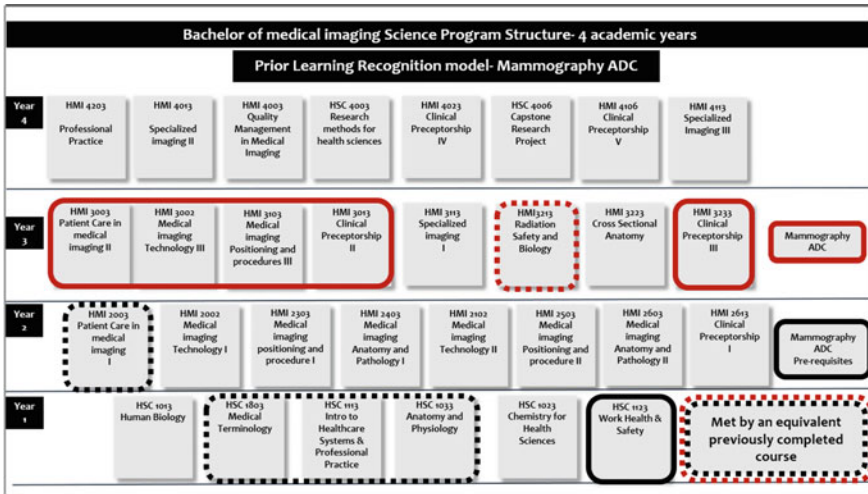 Bachelor of medical imaging Science Program Structure- 4 academic years
Prior Learning Recognition model- Mammography ADC
Year
4
HMI 4203
Professional
Practice
HMI 4013
Specialized
imaging II
HMI 4003
Quality
Management
in Medical
Imaging
HSC 4003
Research
methods for
health sciences
HMI 4023
Clinical
Preceptorship
IV
HSC 4006
Capstone
Research
Project
HMI 4106
Clinical
Preceptorship
V
HMI 4113
Specialized
Imaging III
Year
3
HMI 3003
Patient Care in
medical
imaging II
HMI 3002
Medical
imaging
Technology III
HMI 3103
Medical
imaging
Positioning and
procedures III
HMI 3013
Clinical
Preceptorship
II
HMI 3113
Specialized
imaging
I
HMI3213
Radiation
Safety and
Biology
HMI 3223
Cross Sectional
Anatomy
HMI 3233
Clinical
Preceptorship
III
Mammography
ADC
Year
2
HMI 2003
Patient Care in
medical
imaging
I
HMI 2002
Medical
imaging
Technology I
HMI 2303
Medical
imaging
positioning and
procedure I
HMI 2403
Medical
imaging
Anatomy and
Pathology I
HMI 2102
Medical
imaging
Technology II
HMI 2503
Medical
imaging
Positioning and
procedure II
HMI 2603
Medical
imaging
Anatomy and
Pathology II
HMI 2613
Clinical
Preceptorship
I
Mammography
ADC
Pre-requisites
Year
1
HSC 1013
Human Biology
HSC 1803
Medical
Terminology
HSC 1113
Intro to
Healthcare
Systems &
Professional
Practice
HSC 1033
Anatomy and
Physiology
HSC 1023
Chemistry for
Health
Sciences
HSC 1123
Work Health &
Safety
Met by an equivalent
previously completed
course